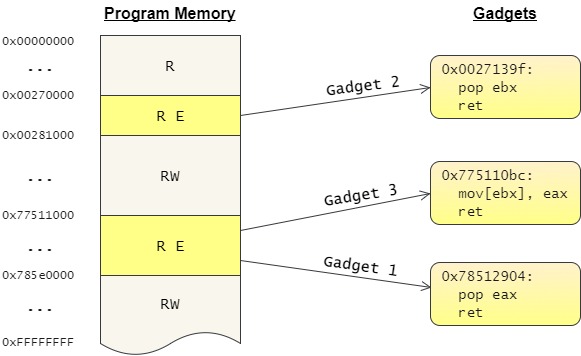 Program Memory
Gadgets
0x00000000
...
R
0x00270000
R E
0x00281000
...
RW
0x77511000
...
R E
0x785e0000
...
RW
0xFFFFFFFF
Gadget 2
Gadget 3
Gadget 1
0x0027139f:
pop ebx
ret
0x775110bc:
mov[ebx], eax
ret
0x78512904:
pop eax
ret